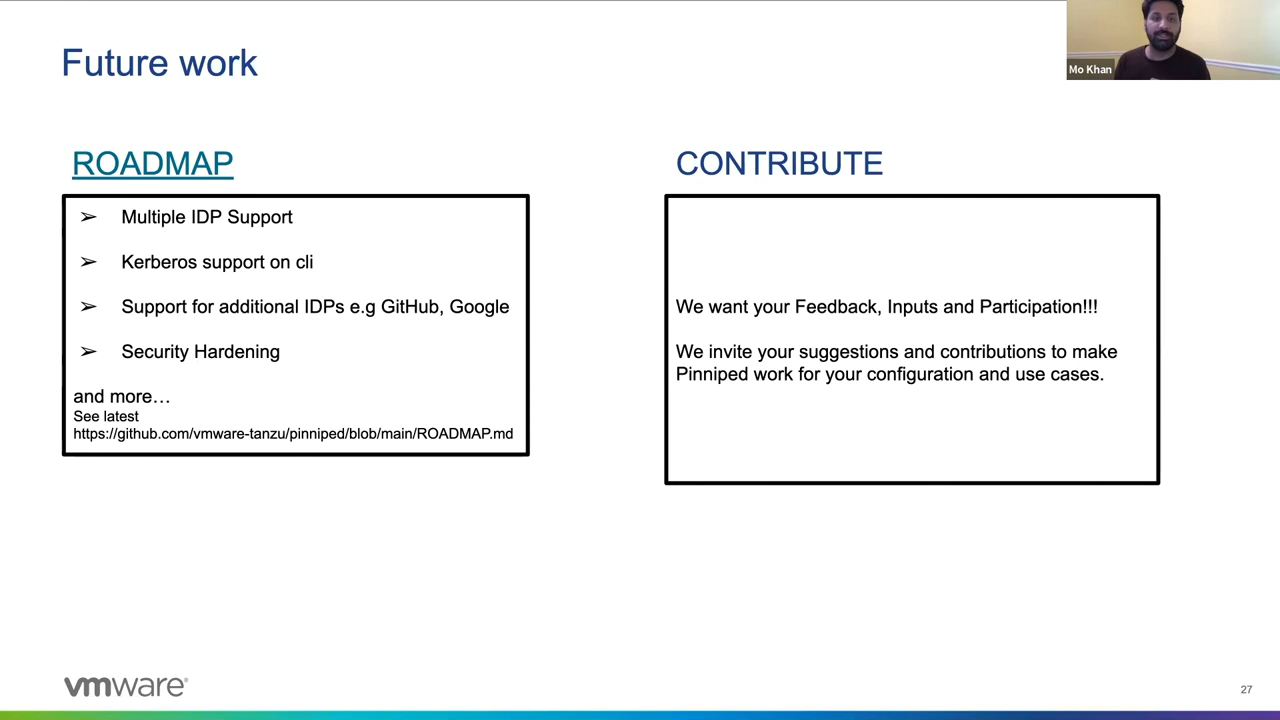 Future work
Mo Khan
ROADMAP
➢ Multiple IDP Support
➢ Kerberos support on cli
➢ Support for additional IDPs e.g GitHub, Google
➢ Security Hardening
and more…
See latest
https://github.com/vmware-tanzu/pinniped/blob/main/ROADMAP.md
CONTRIBUTE
We want your Feedback, Inputs and Participation!!!
We invite your suggestions and contributions to make
Pinniped work for your configuration and use cases.
vmware®
27